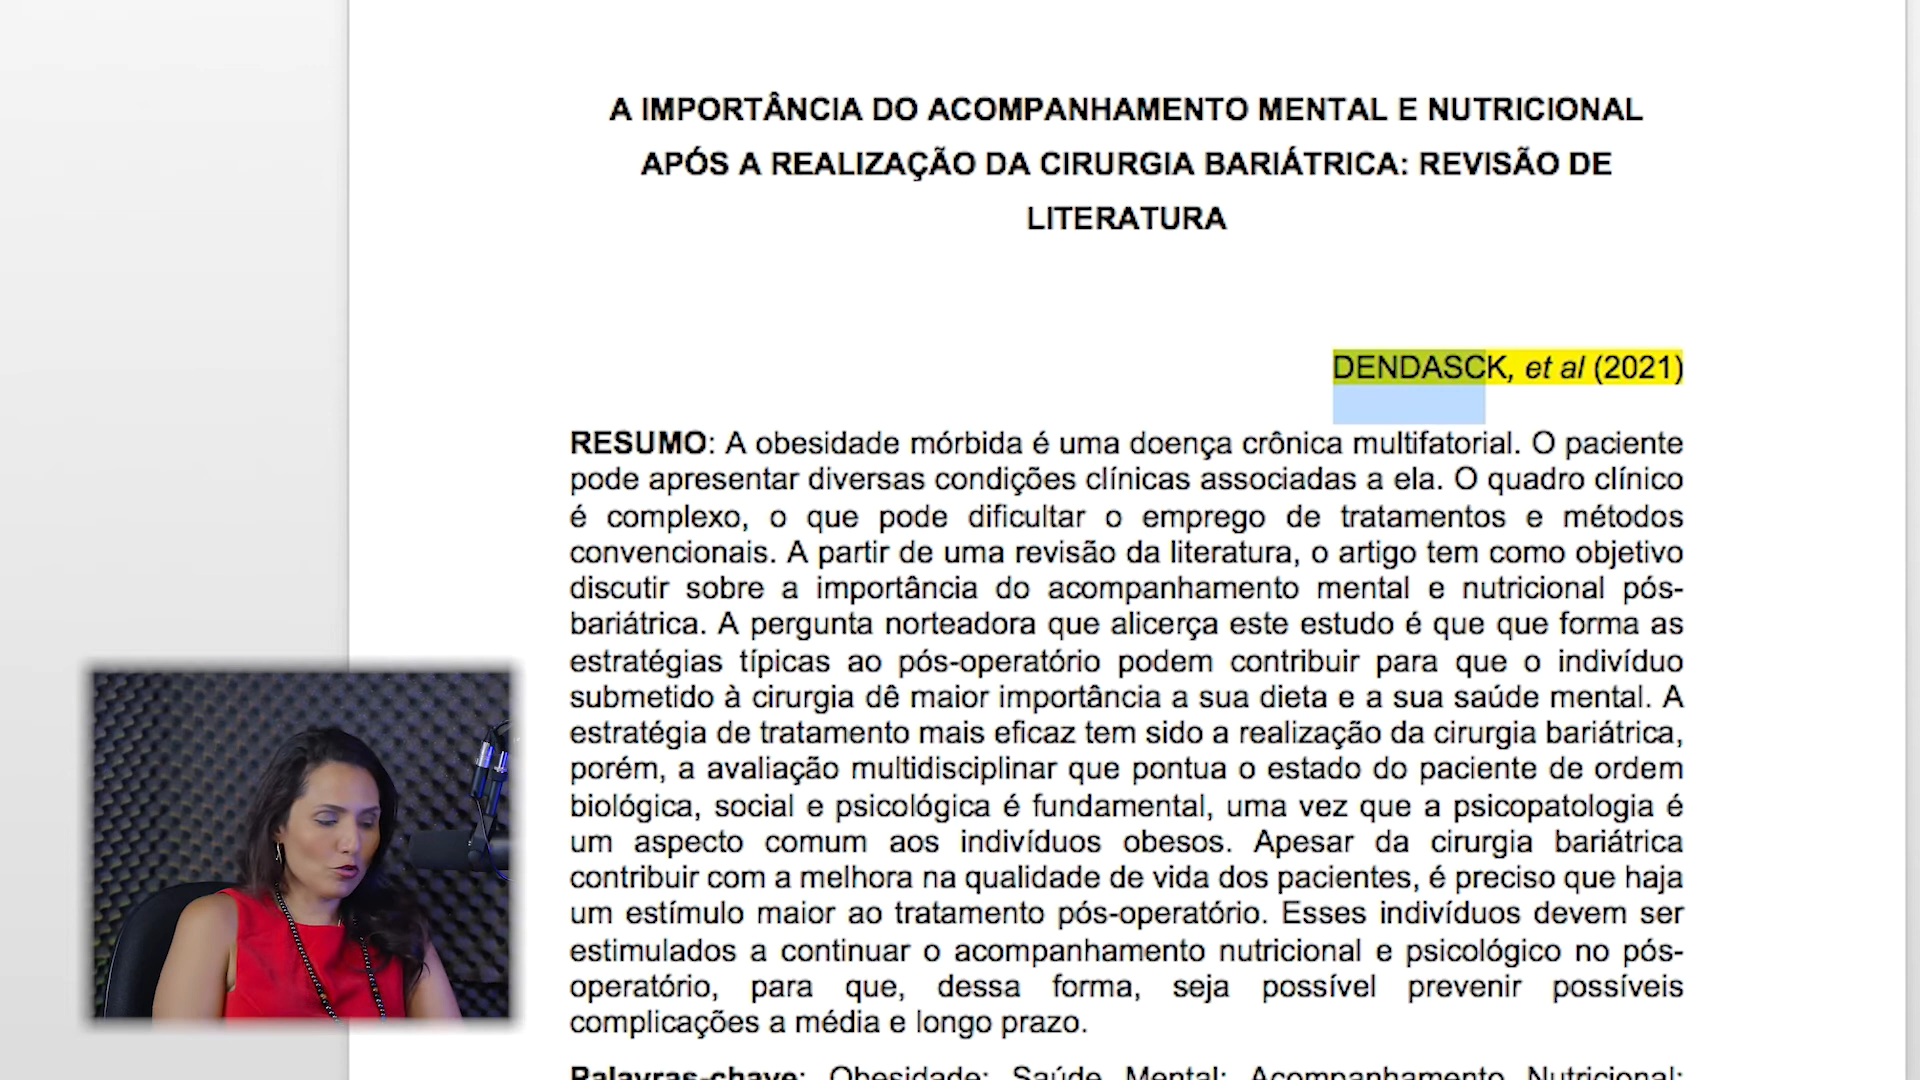 A IMPORTÂNCIA DO ACOMPANHAMENTO MENTAL E NUTRICIONAL
APÓS A REALIZAÇÃO DA CIRURGIA BARIÁTRICA: REVISÃO DE
LITERATURA
DENDASCK, et al (2021)
RESUMO: A obesidade mórbida é uma doença crônica multifatorial. O paciente
pode apresentar diversas condições clínicas associadas a ela. O quadro clínico
é complexo, o que pode dificultar o emprego de tratamentos e métodos
convencionais. A partir de uma revisão da literatura, o artigo tem como objetivo
discutir sobre a importância do acompanhamento mental e nutricional pós-
bariátrica. A pergunta norteadora que alicerça este estudo é que que forma as
estratégias típicas ao pós-operatório podem contribuir para que o indivíduo
submetido à cirurgia dê maior importância a sua dieta e a sua saúde mental. A
estratégia de tratamento mais eficaz tem sido a realização da cirurgia bariátrica,
porém, a avaliação multidisciplinar que pontua o estado do paciente de ordem
biológica, social e psicológica é fundamental, uma vez que a psicopatologia é
um aspecto comum aos indivíduos obesos. Apesar da cirurgia bariátrica
contribuir com a melhora na qualidade de vida dos pacientes, é preciso que haja
um estímulo maior ao tratamento pós-operatório. Esses indivíduos devem ser
estimulados a continuar o acompanhamento nutricional e psicológico no pós-
operatório, para que, dessa forma, seja possível prevenir possíveis
complicações a média e longo prazo.
Palavras-chave: Obesidade; Saúde Mental; Acompanhamento Nutricional;